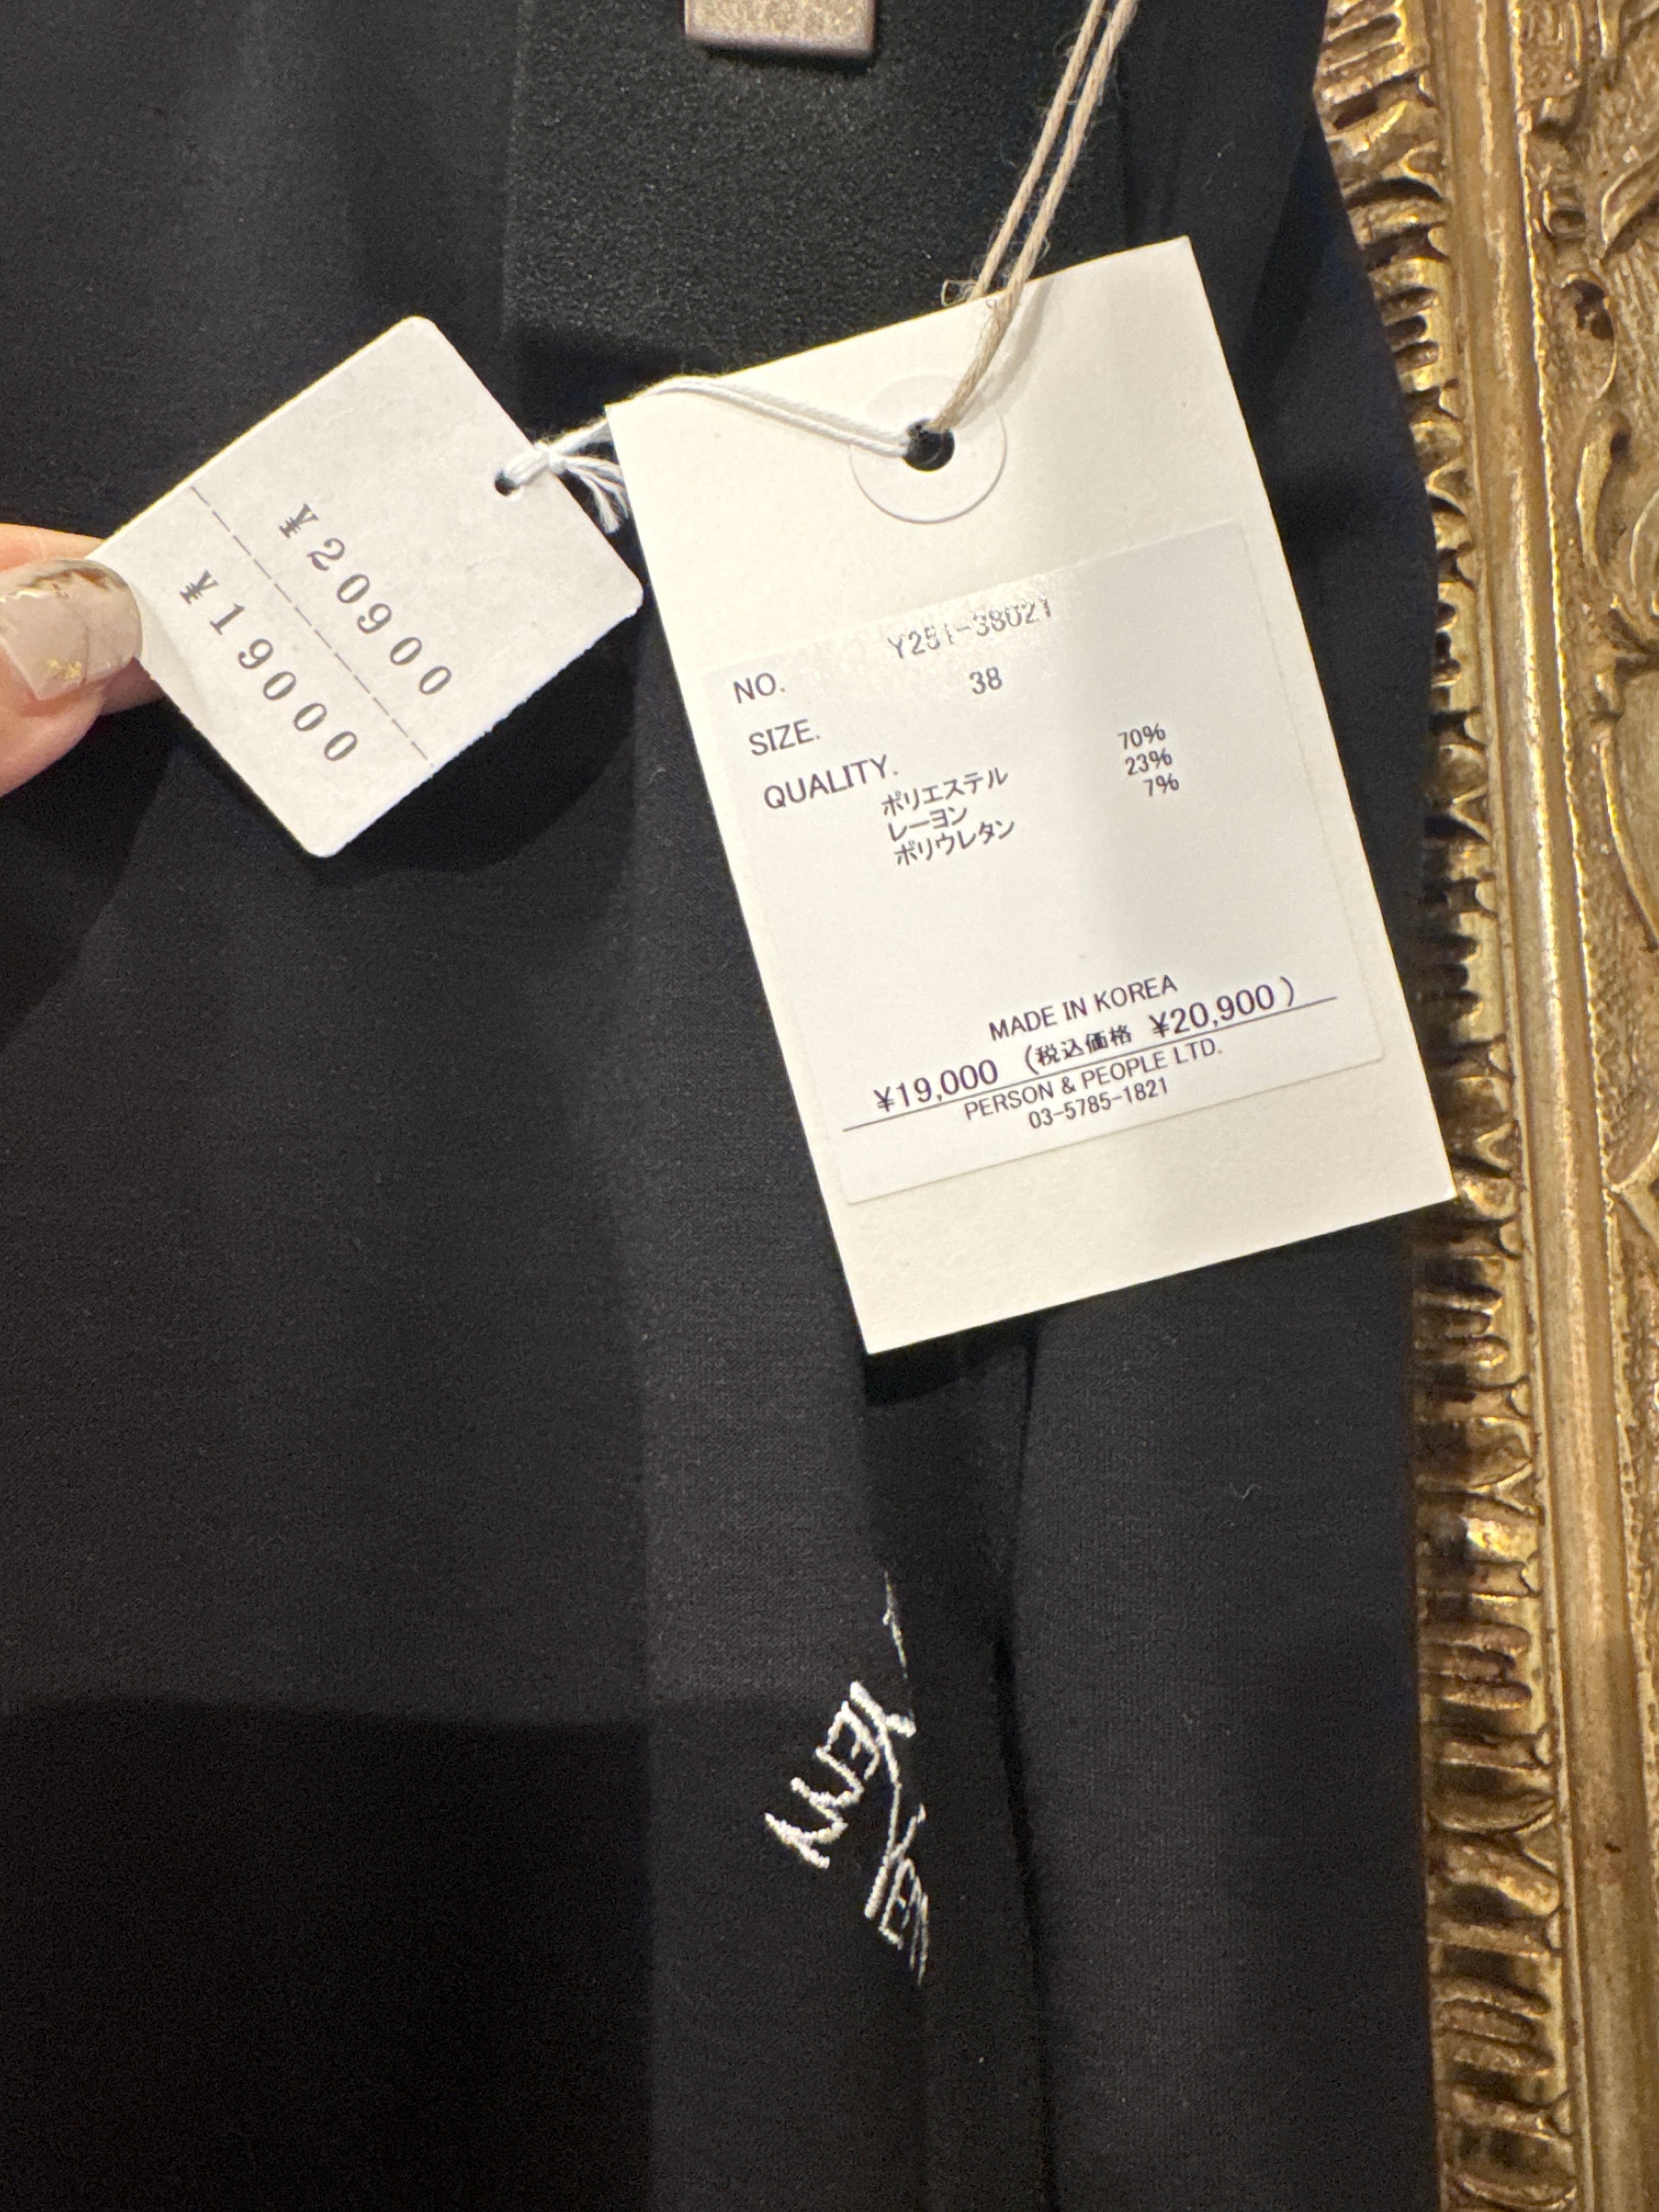 ¥20900
¥19000
NO. Y251-38021
SIZE. 38
QUALITY.
ポリエステル 70%
レーヨン 23%
ポリウレタン 7%
MADE IN KOREA
¥19,000 (税込価格 ¥20,900)
PERSON & PEOPLE LTD.
03-5785-1821